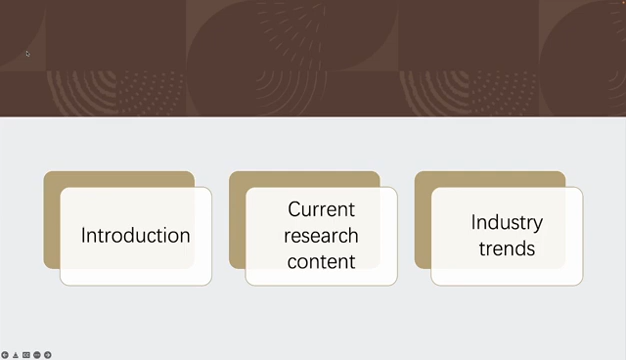 Introduction
Current
research
content
Industry
trends